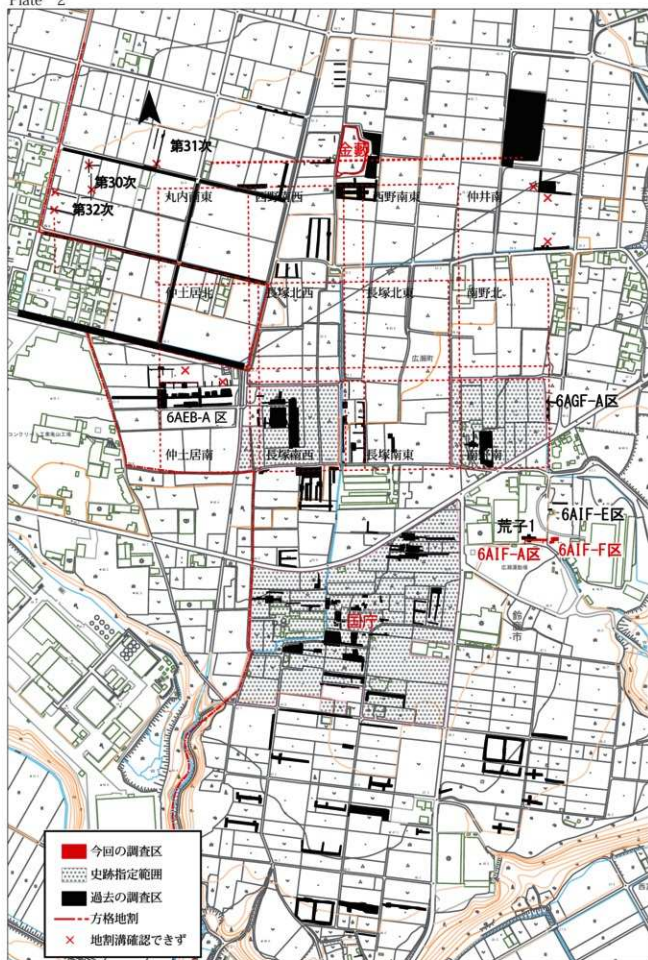 Plate 2
第31次
金藪
第30次
第32次
丸内南東
西野南西
西野南東
仲井南
仲土居北
長塚北西
長塚北東
南野北
広瀬町
6AEB-A 区
6AGF-A区
仲土居南
長塚南西
長塚南東
南野南
荒子1
6AIF-E区
6AIF-A区
6AIF-F区
国庁
鈴鹿市
今回の調査区
史跡指定範囲
過去の調査区
方格地割
× 地割溝確認できず